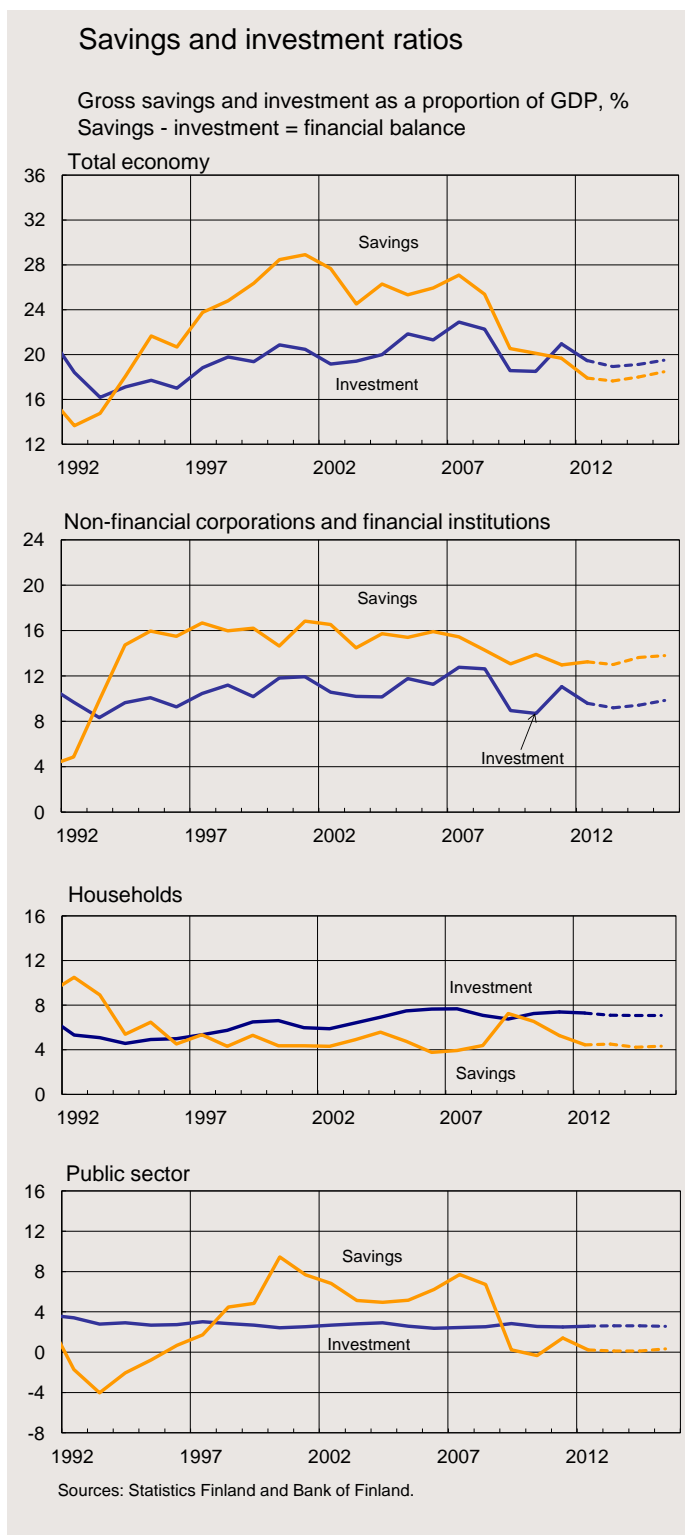 Savings and investment ratios
Gross savings and investment as a proportion of GDP, %
Savings - investment = financial balance
Total economy
36
32
28
24
20
16
12
Savings
Investment
1992 1997 2002 2007 2012
Non-financial corporations and financial institutions
24
20
16
12
8
4
0
Savings
Investment
1992 1997 2002 2007 2012
Households
16
12
8
4
0
Investment
Savings
1992 1997 2002 2007 2012
Public sector
16
12
8
4
0
-4
-8
Savings
Investment
1992 1997 2002 2007 2012
Sources: Statistics Finland and Bank of Finland.